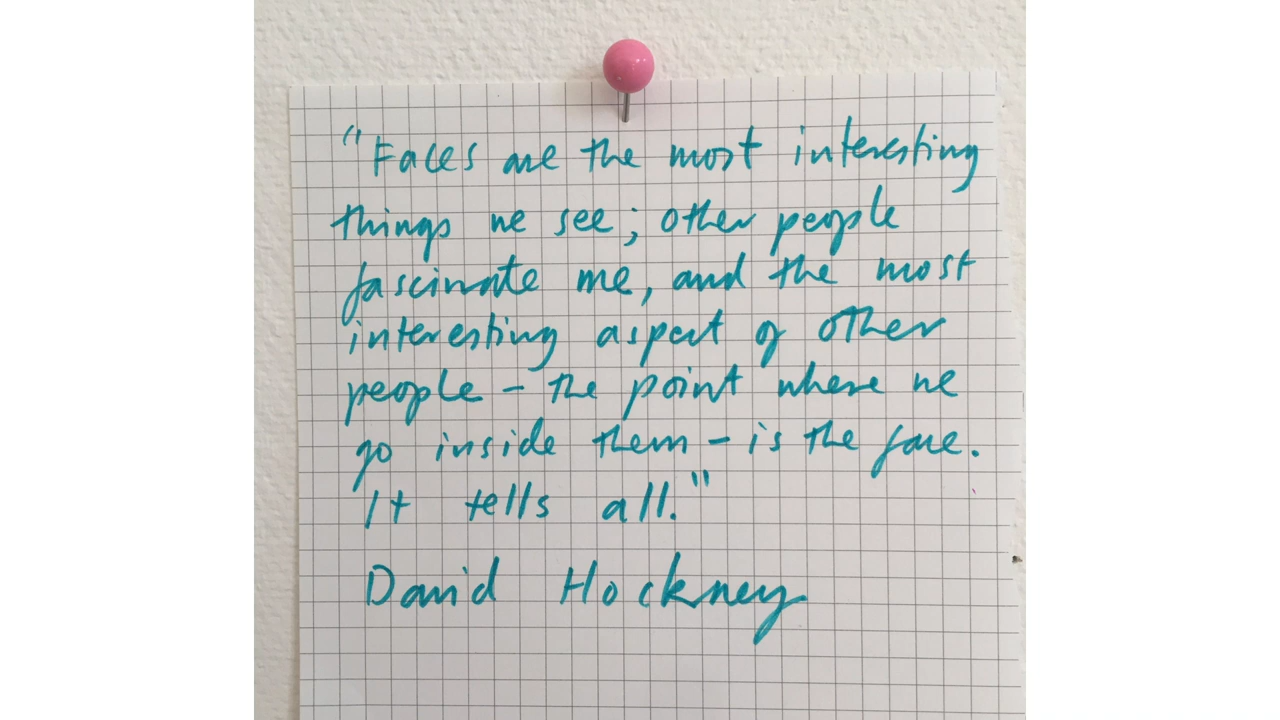 "Faces are the most interesting
things we see; other people
fascinate me, and the most
interesting aspect of other
people – the point where we
go inside them – is the face.
It tells all."
David Hockney